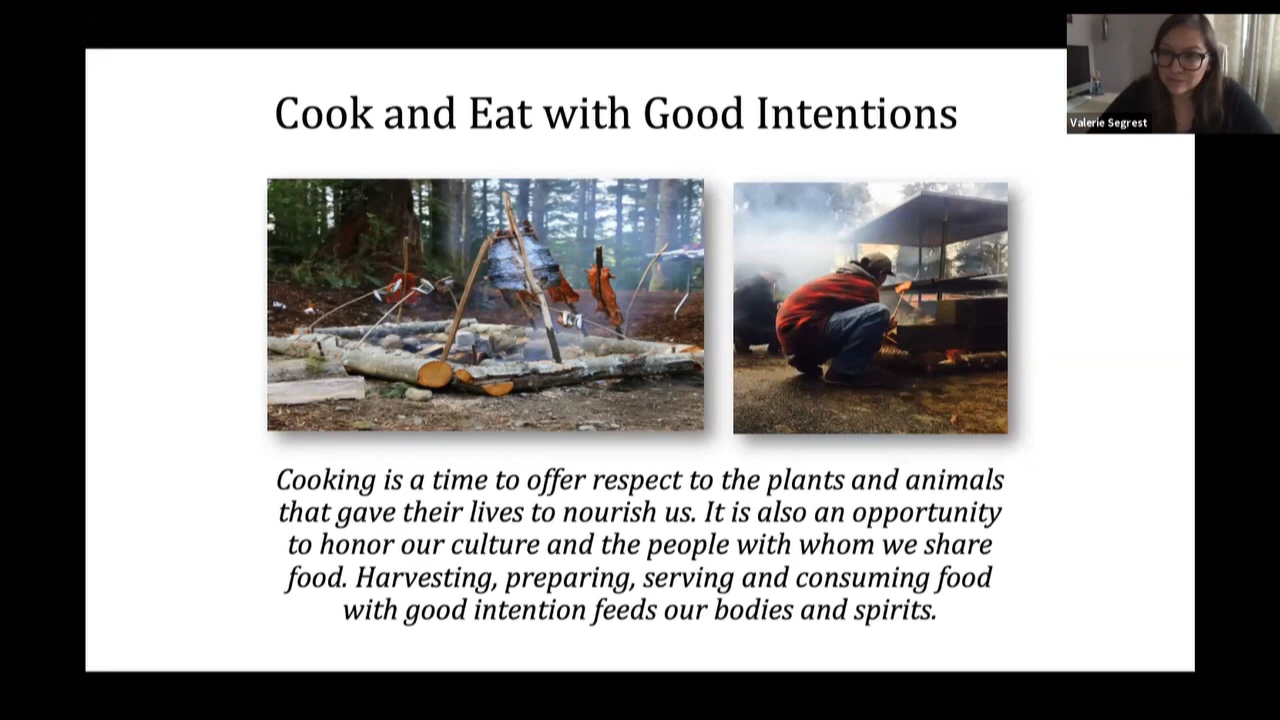 Cook and Eat with Good Intentions
Valerie Segrest
Cooking is a time to offer respect to the plants and animals
that gave their lives to nourish us. It is also an opportunity
to honor our culture and the people with whom we share
food. Harvesting, preparing, serving and consuming food
with good intention feeds our bodies and spirits.